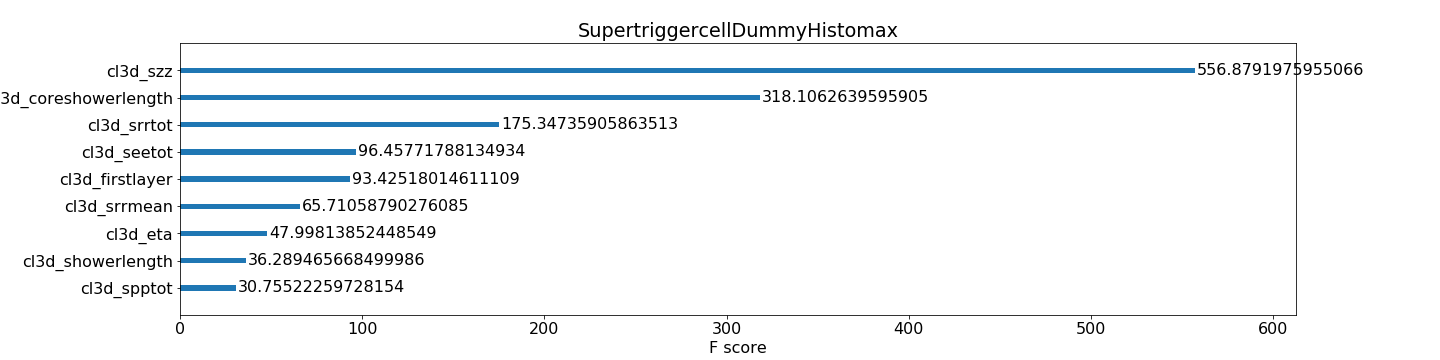 SupertriggercellDummyHistomax
cl3d_szz 556.8791975955066
3d_coreshowerlength 318.1062639595905
cl3d_srrtot 175.34735905863513
cl3d_seetot 96.45771788134934
cl3d_firstlayer 93.42518014611109
cl3d_srrmean 65.71058790276085
cl3d_eta 47.99813852448549
cl3d_showerlength 36.289465668499986
cl3d_spptot 30.75522259728154
0 100 200 300 400 500 600
F score